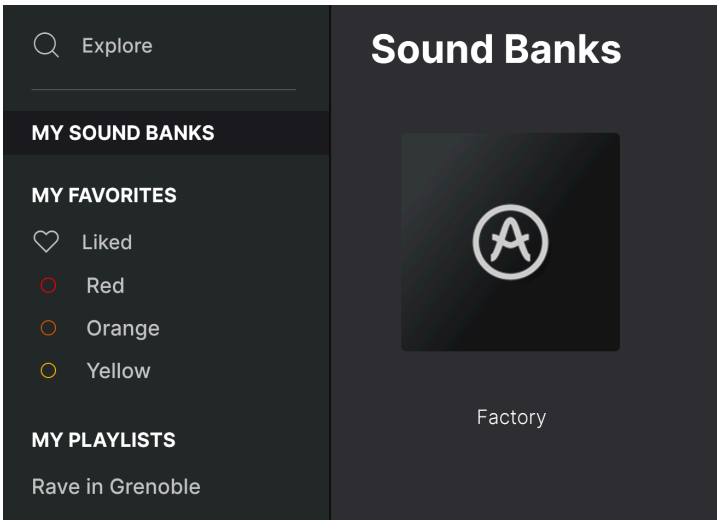 Explore
MY SOUND BANKS
MY FAVORITES
Liked
Red
Orange
Yellow
MY PLAYLISTS
Rave in Grenoble
Sound Banks
Factory